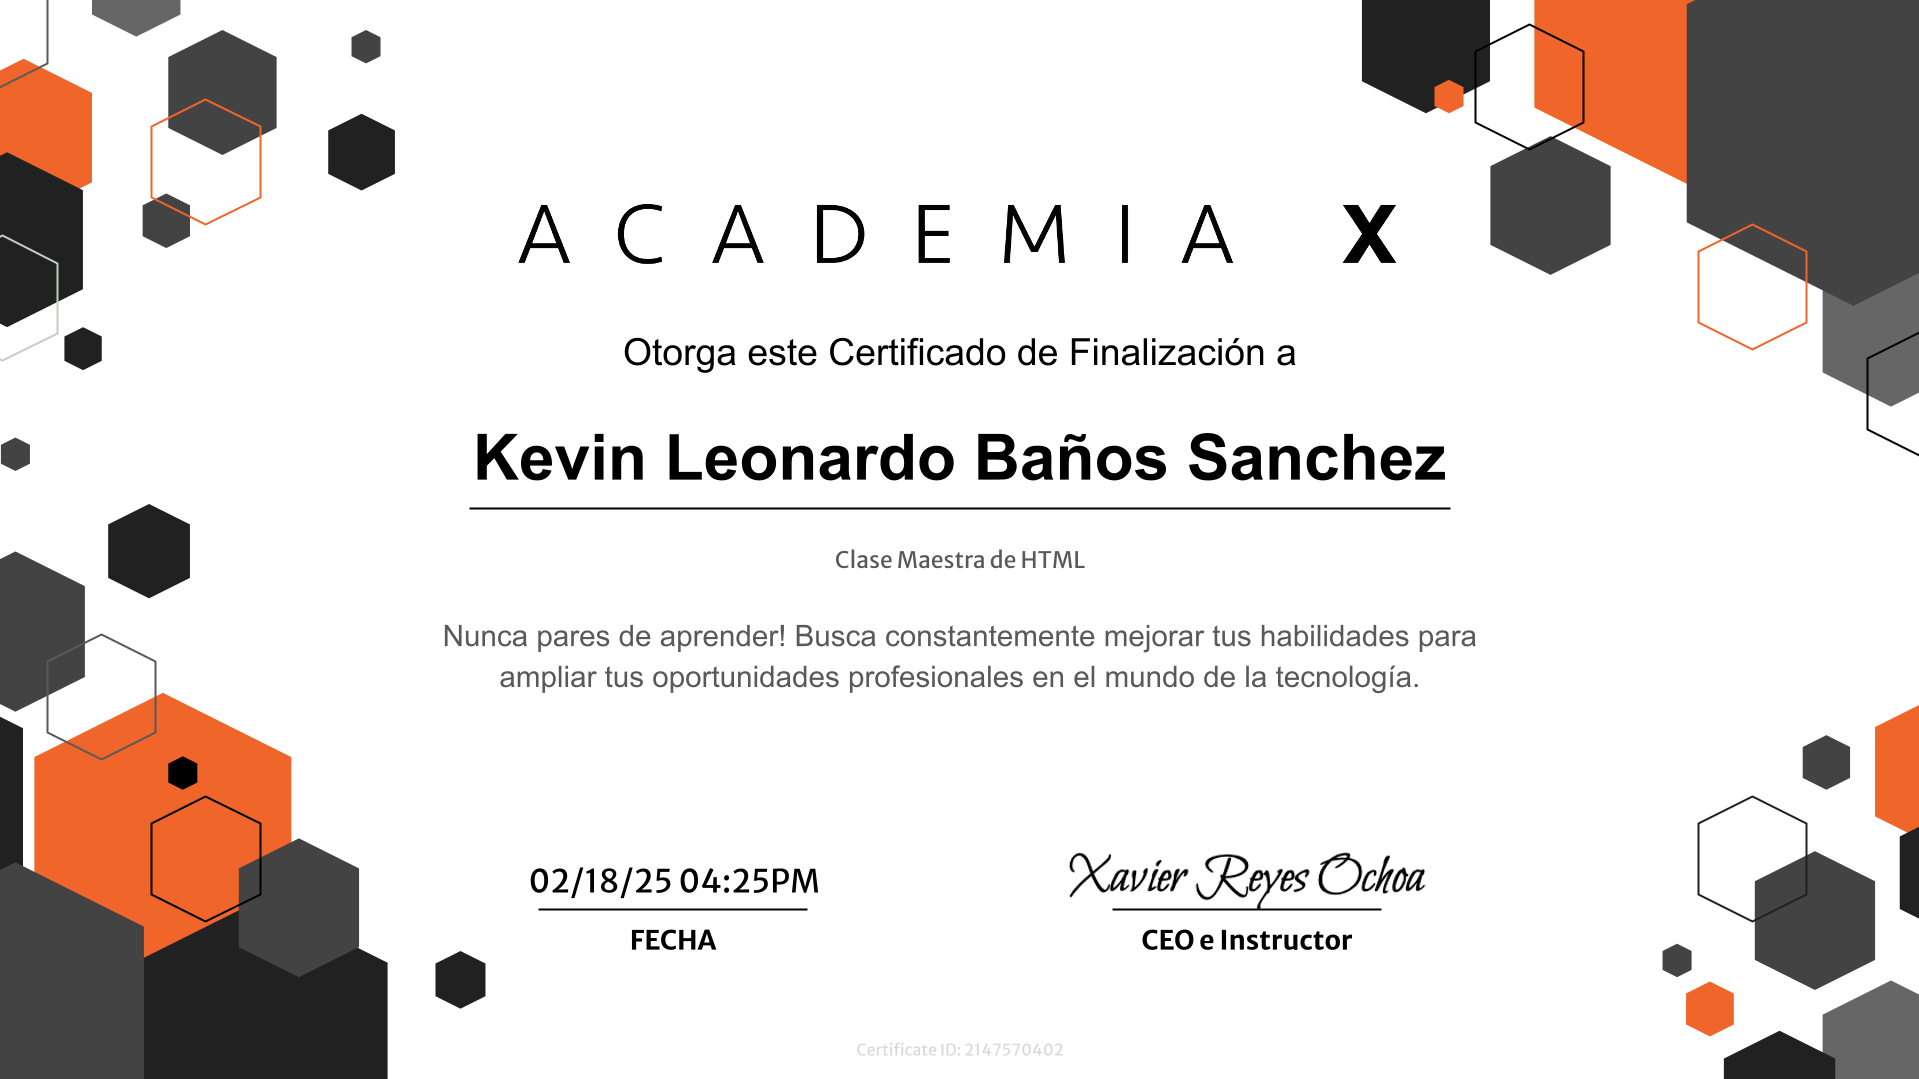 ACADEMIA X
Otorga este Certificado de Finalización a
Kevin Leonardo Baños Sanchez
Clase Maestra de HTML
Nunca pares de aprender! Busca constantemente mejorar tus habilidades para
ampliar tus oportunidades profesionales en el mundo de la tecnología.
02/18/25 04:25PM
FECHA
Xavier Reyes Ochoa
CEO e Instructor
Certificate ID: 2147570402